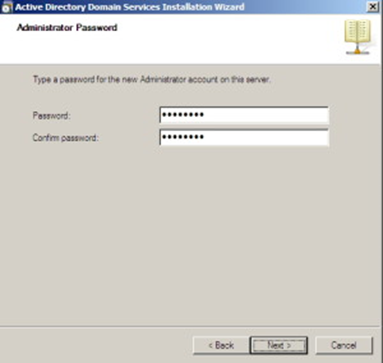 Active Directory Domain Services Installation Wizard
Administrator Password
Type a password for the new Administrator account on this server.
Password: ••••••••
Confirm password: ••••••••
< Back Next > Cancel